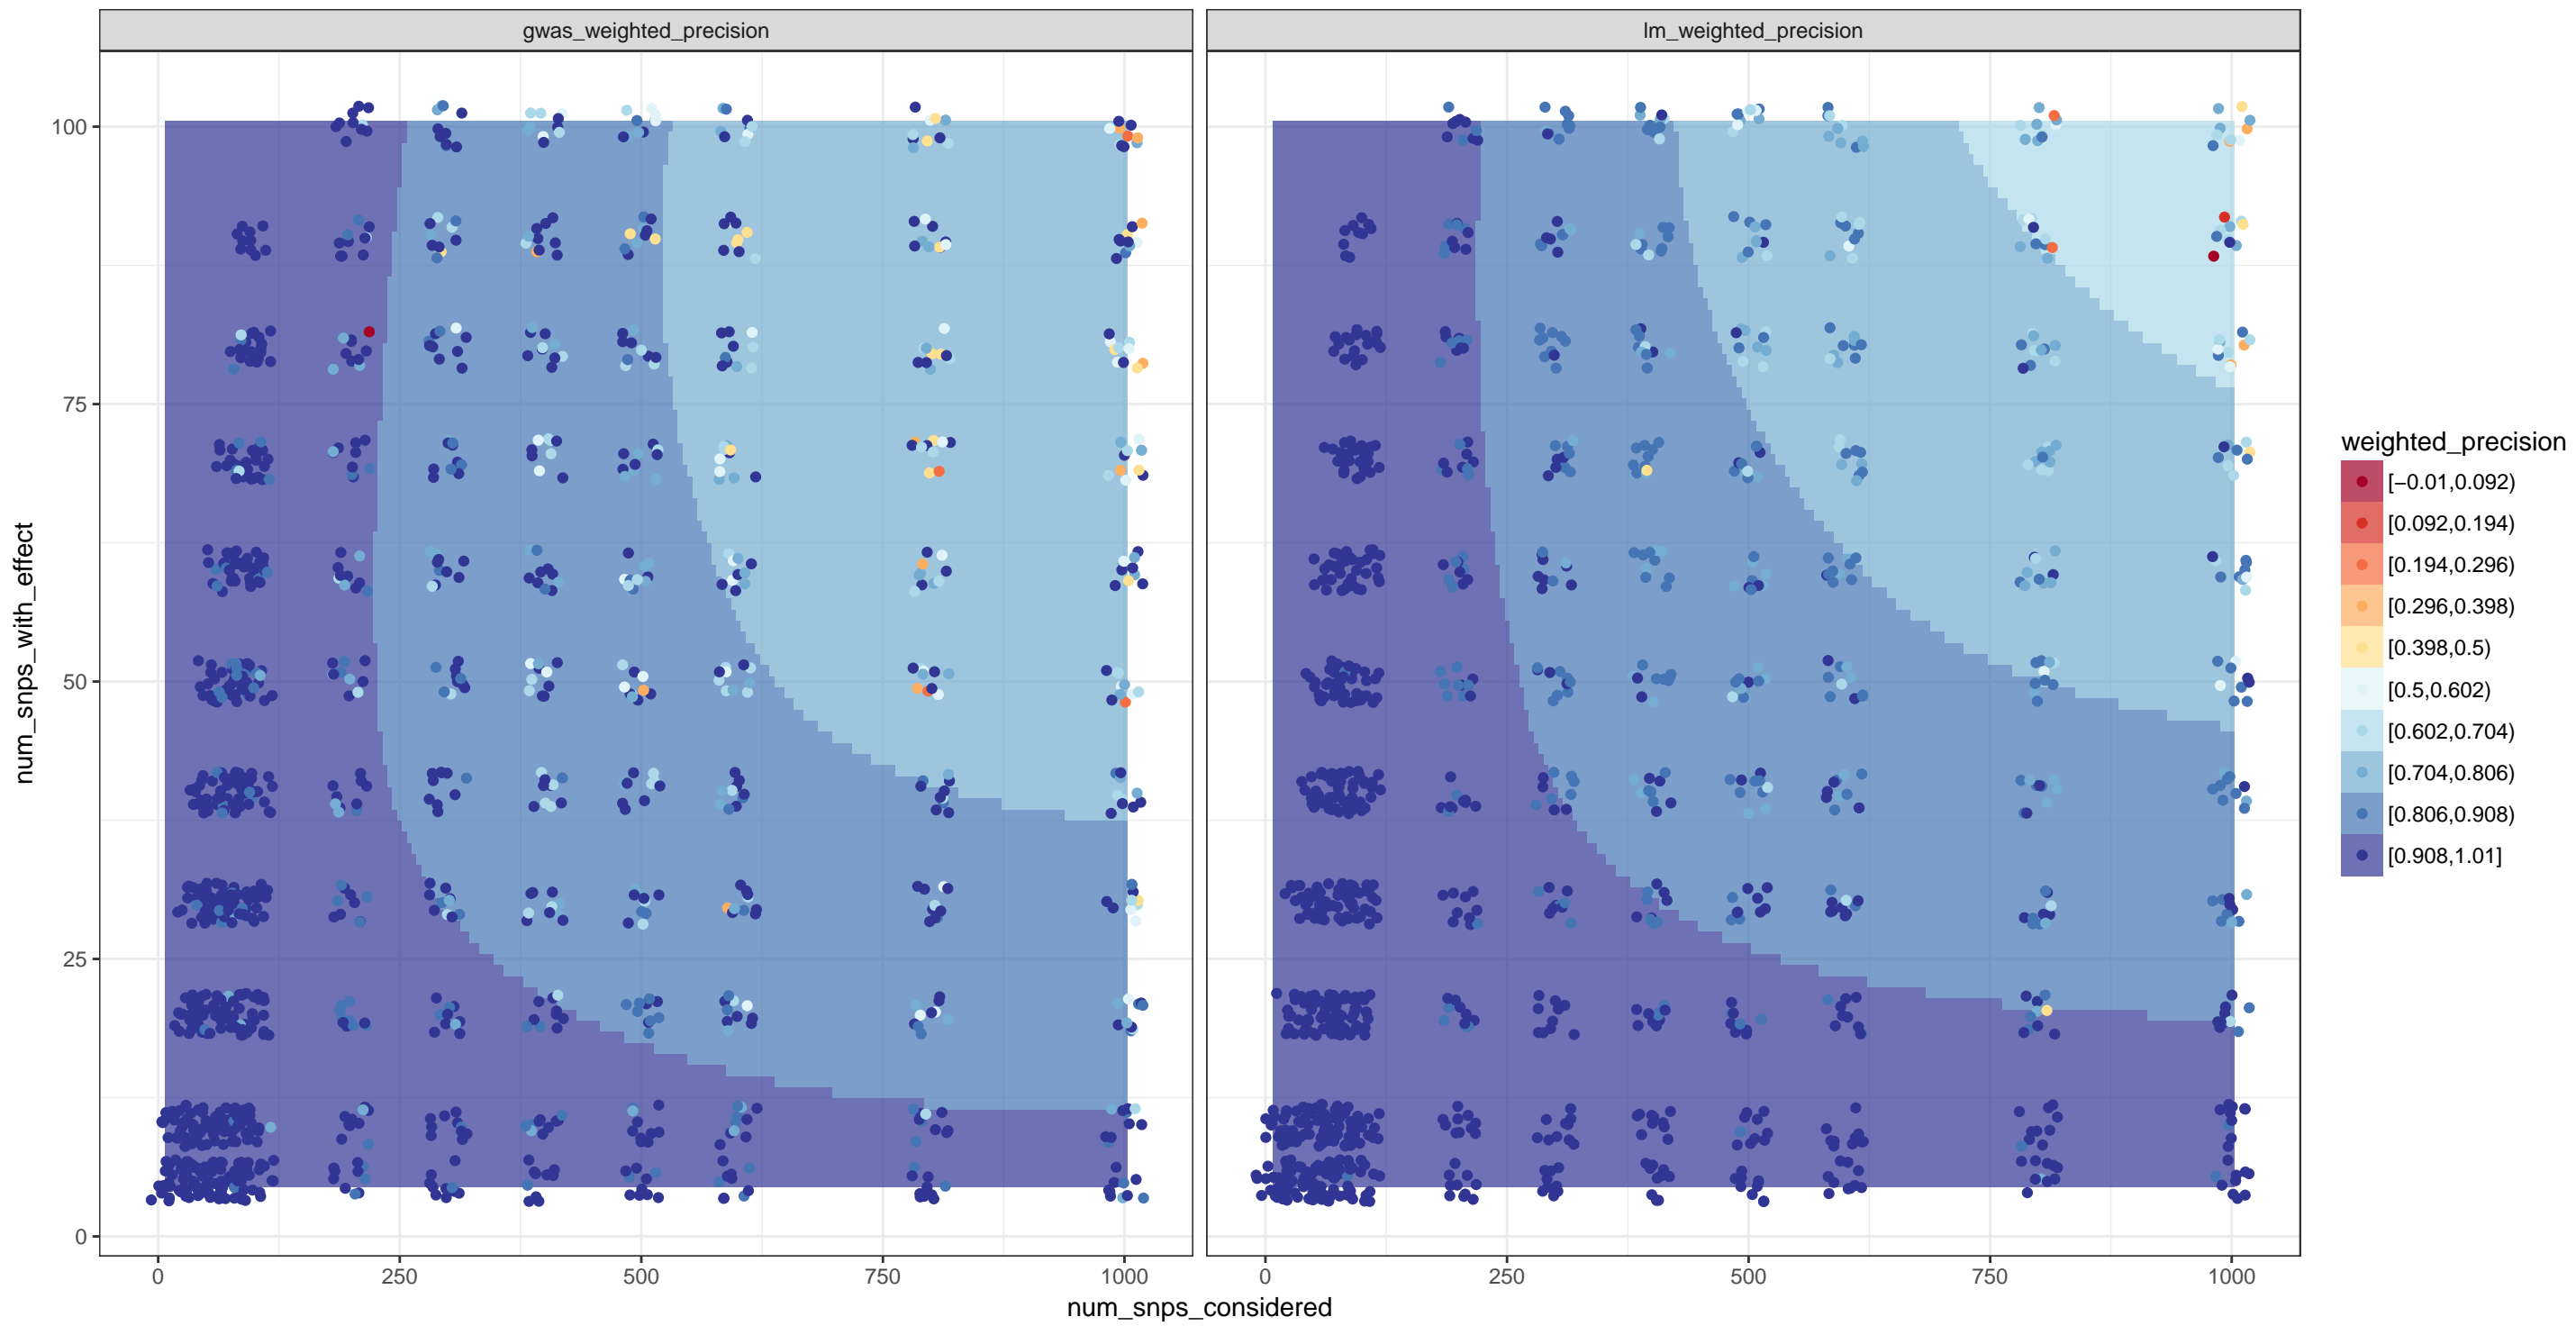 gwas_weighted_precision
lm_weighted_precision
num_snps_with_effect
100
75
50
25
0
0 250 500 750 1000
0 250 500 750 1000
num_snps_considered
weighted_precision
[−0.01,0.092)
[0.092,0.194)
[0.194,0.296)
[0.296,0.398)
[0.398,0.5)
[0.5,0.602)
[0.602,0.704)
[0.704,0.806)
[0.806,0.908)
[0.908,1.01]